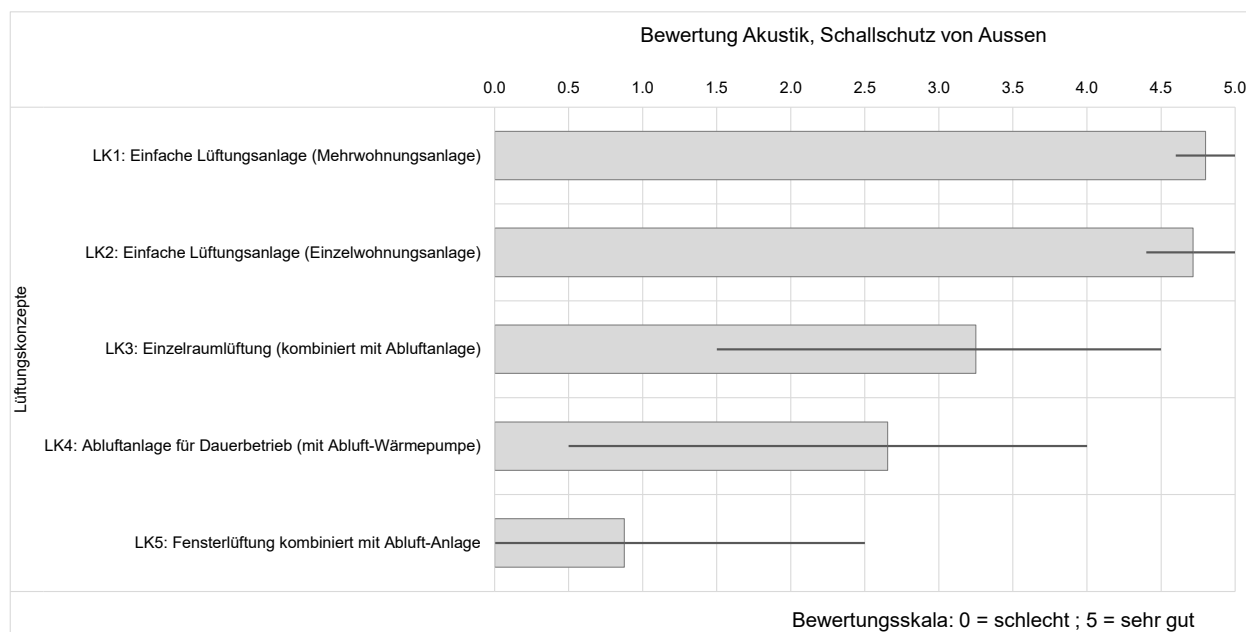 Bewertung Akustik, Schallschutz von Aussen
0.0 0.5 1.0 1.5 2.0 2.5 3.0 3.5 4.0 4.5 5.0
Lüftungskonzepte
LK1: Einfache Lüftungsanlage (Mehrwohnungsanlage)
LK2: Einfache Lüftungsanlage (Einzelwohnungsanlage)
LK3: Einzelraumlüftung (kombiniert mit Abluftanlage)
LK4: Abluftanlage für Dauerbetrieb (mit Abluft-Wärmepumpe)
LK5: Fensterlüftung kombiniert mit Abluft-Anlage
Bewertungsskala: 0 = schlecht ; 5 = sehr gut